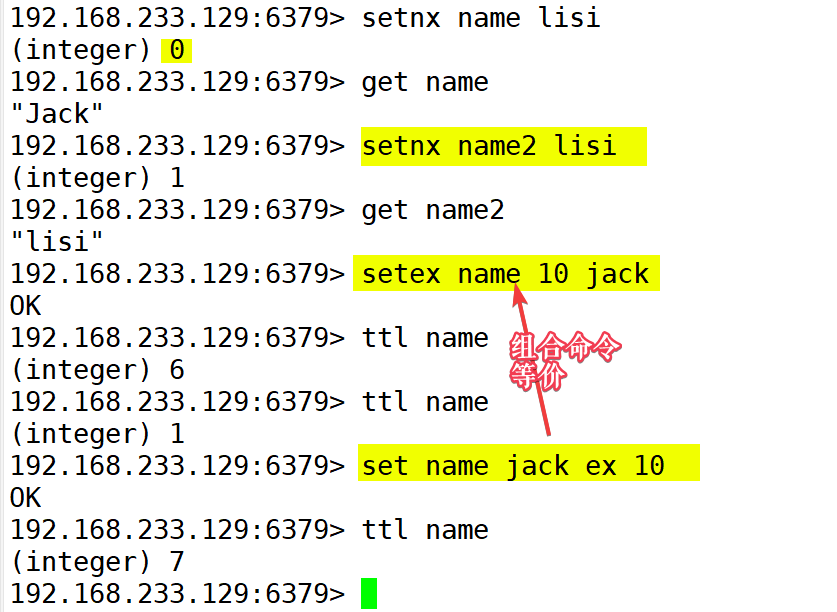 192.168.233.129:6379> setnx name lisi
(integer) 0
192.168.233.129:6379> get name
"Jack"
192.168.233.129:6379> setnx name2 lisi
(integer) 1
192.168.233.129:6379> get name2
"lisi"
192.168.233.129:6379> setex name 10 jack
OK
192.168.233.129:6379> ttl name
(integer) 6
组合命令
等价
192.168.233.129:6379> ttl name
(integer) 1
192.168.233.129:6379> set name jack ex 10
OK
192.168.233.129:6379> ttl name
(integer) 7
192.168.233.129:6379>